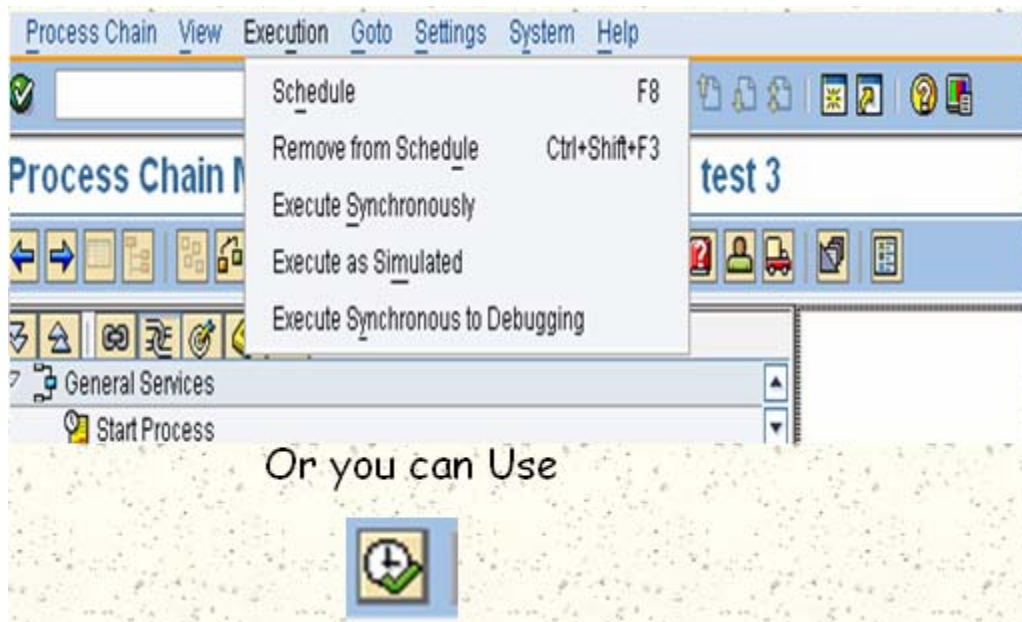 Process Chain View Execution Goto Settings System Help
Schedule F8
Remove from Schedule Ctrl+Shift+F3
Process Chain test 3
Execute Synchronously
Execute as Simulated
Execute Synchronous to Debugging
General Services
Start Process
Or you can Use